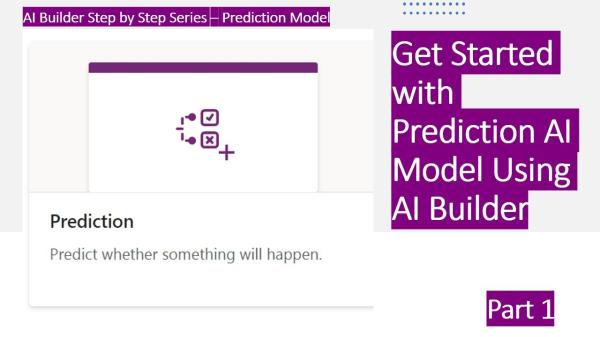 AI Builder Step by Step Series – Prediction Model
Get Started
with
Prediction AI
Model Using
AI Builder
Prediction
Predict whether something will happen.
Part 1